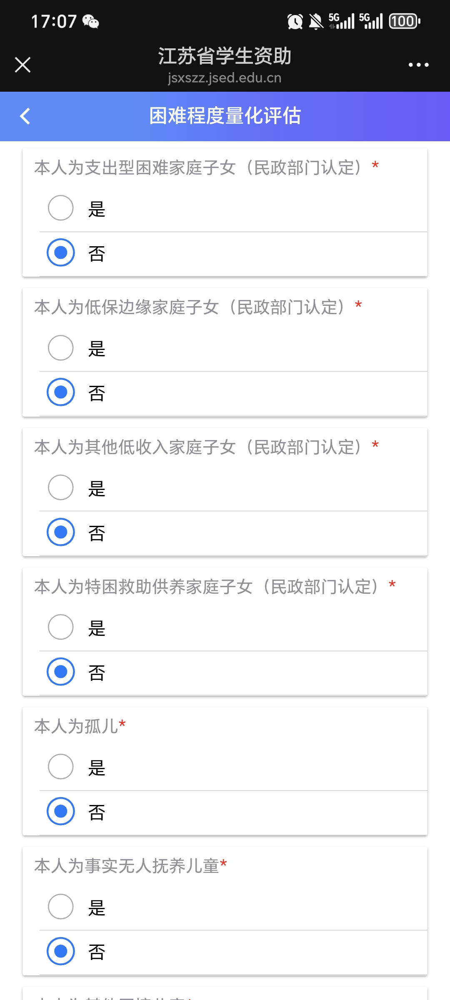 17:07 5G 5G 100
江苏省学生资助
jsxszz.jsed.edu.cn
困难程度量化评估
本人为支出型困难家庭子女（民政部门认定）*
是
否
本人为低保边缘家庭子女（民政部门认定）*
是
否
本人为其他低收入家庭子女（民政部门认定）*
是
否
本人为特困救助供养家庭子女（民政部门认定）*
是
否
本人为孤儿*
是
否
本人为事实无人抚养儿童*
是
否